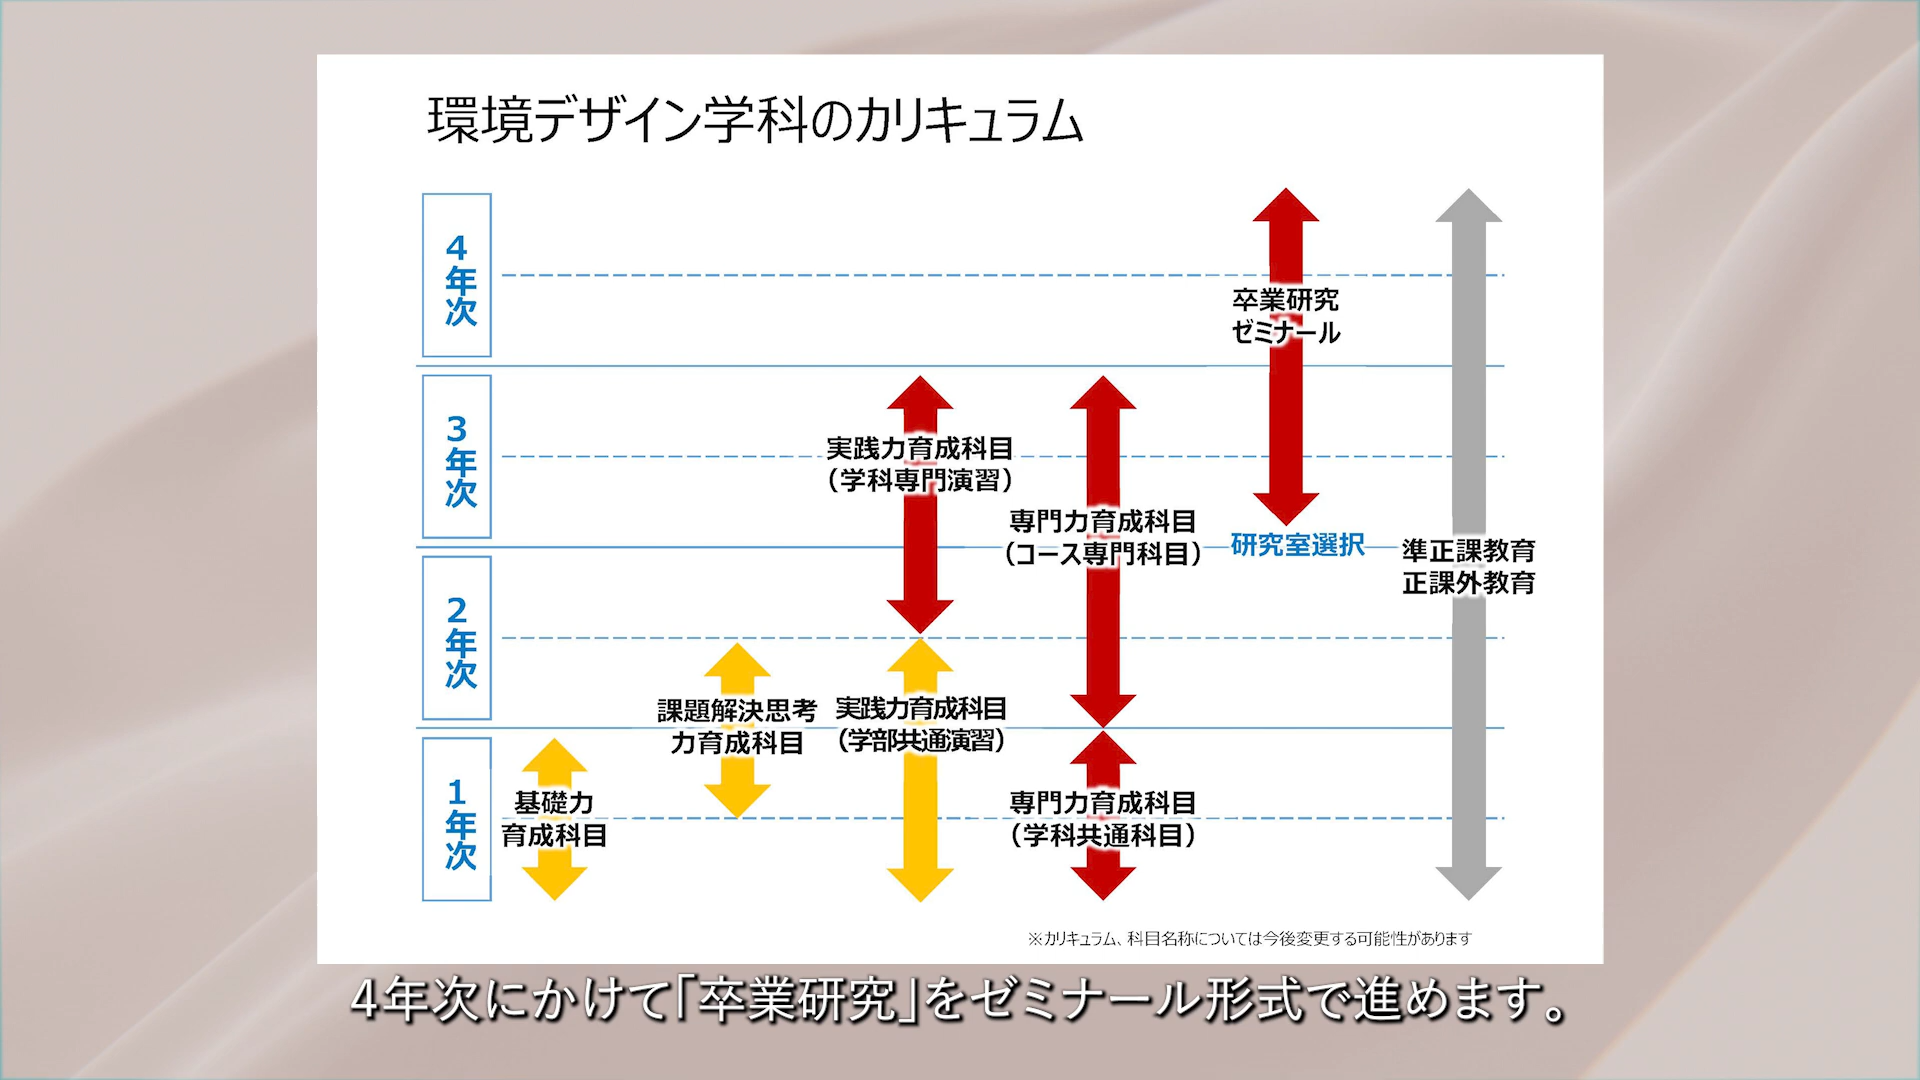 環境デザイン学科のカリキュラム
4年次
卒業研究
ゼミナール
3年次
実践力育成科目
（学科専門演習）
専門力育成科目
（コース専門科目）
研究室選択
準正課教育
正課外教育
2年次
課題解決思考
力育成科目
実践力育成科目
（学部共通演習）
1年次
基礎力
育成科目
専門力育成科目
（学科共通科目）
※カリキュラム、科目名称については今後変更する可能性があります
4年次にかけて「卒業研究」をゼミナール形式で進めます。